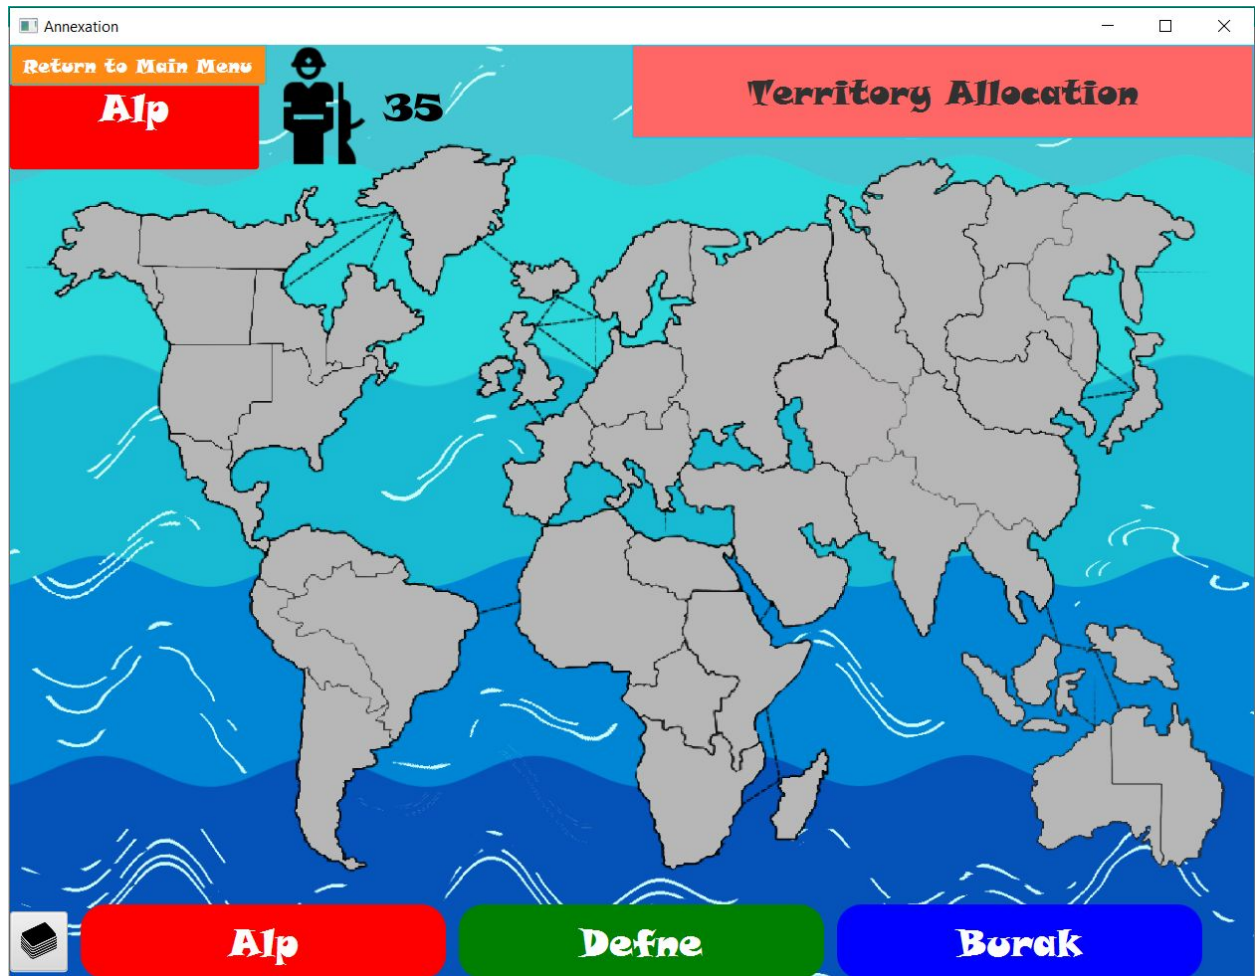 Annexation
Return to Main Menu
Alp
35
Territory Allocation
Alp
Defne
Burak